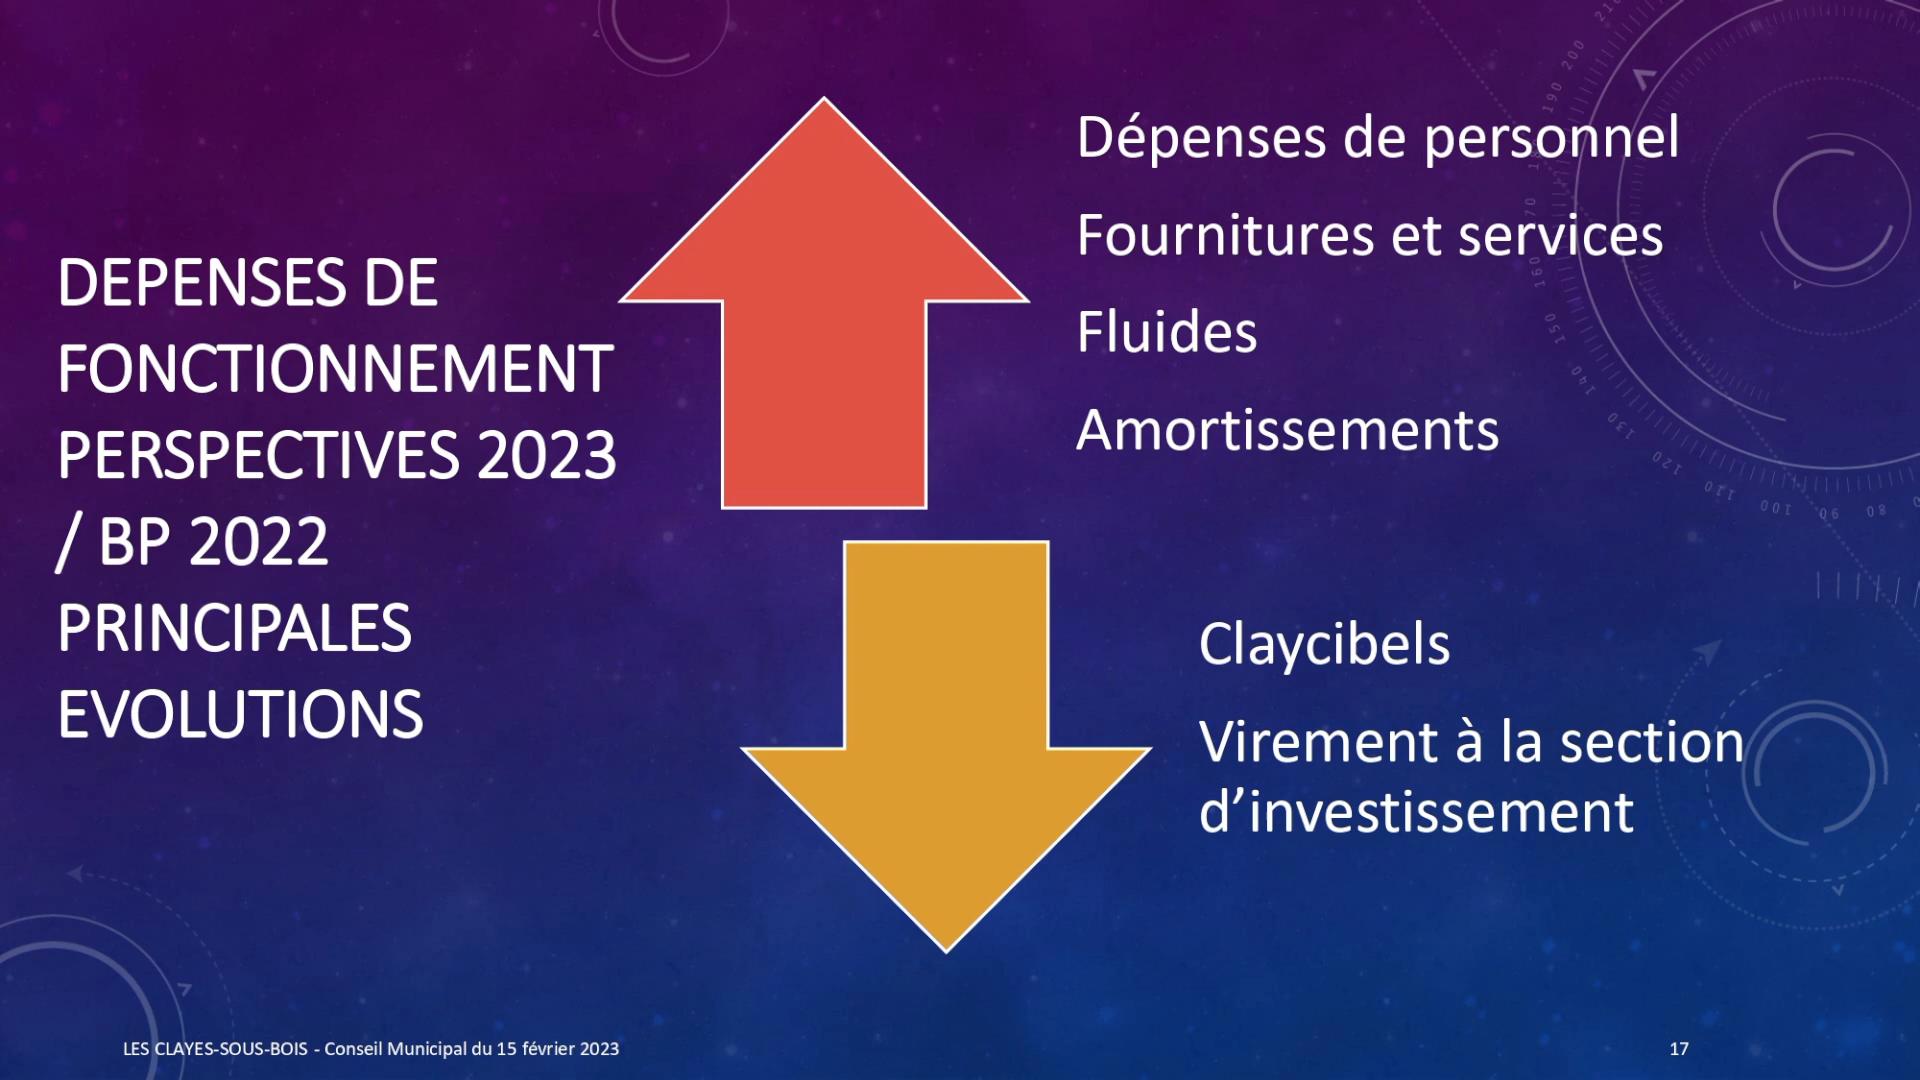 DEPENSES DE
FONCTIONNEMENT
PERSPECTIVES 2023
/ BP 2022
PRINCIPALES
EVOLUTIONS
Dépenses de personnel
Fournitures et services
Fluides
Amortissements
Claycibels
Virement à la section
d’investissement
LES CLAYES-SOUS-BOIS - Conseil Municipal du 15 février 2023
17